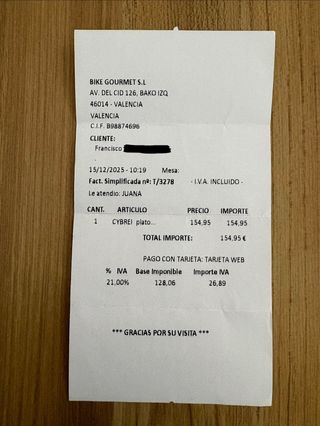 BIKE GOURMET S.L
AV. DEL CID 126, BAKO IZQ
46014 - VALENCIA
VALENCIA
C.I.F. B98874696
CLIENTE:
Francisco
15/12/2025 - 10:19 Mesa:
Fact. Simplificada nº: T/3278 - I.V.A. INCLUIDO -
Le atendio: JUANA
CANT. ARTICULO PRECIO IMPORTE
1 CYBREI plato... 154,95 154,95
TOTAL IMPORTE: 154,95 €
PAGO CON TARJETA: TARJETA WEB
% IVA Base Imponible Importe IVA
21,00% 128,06 26,89
*** GRACIAS POR SU VISITA ***